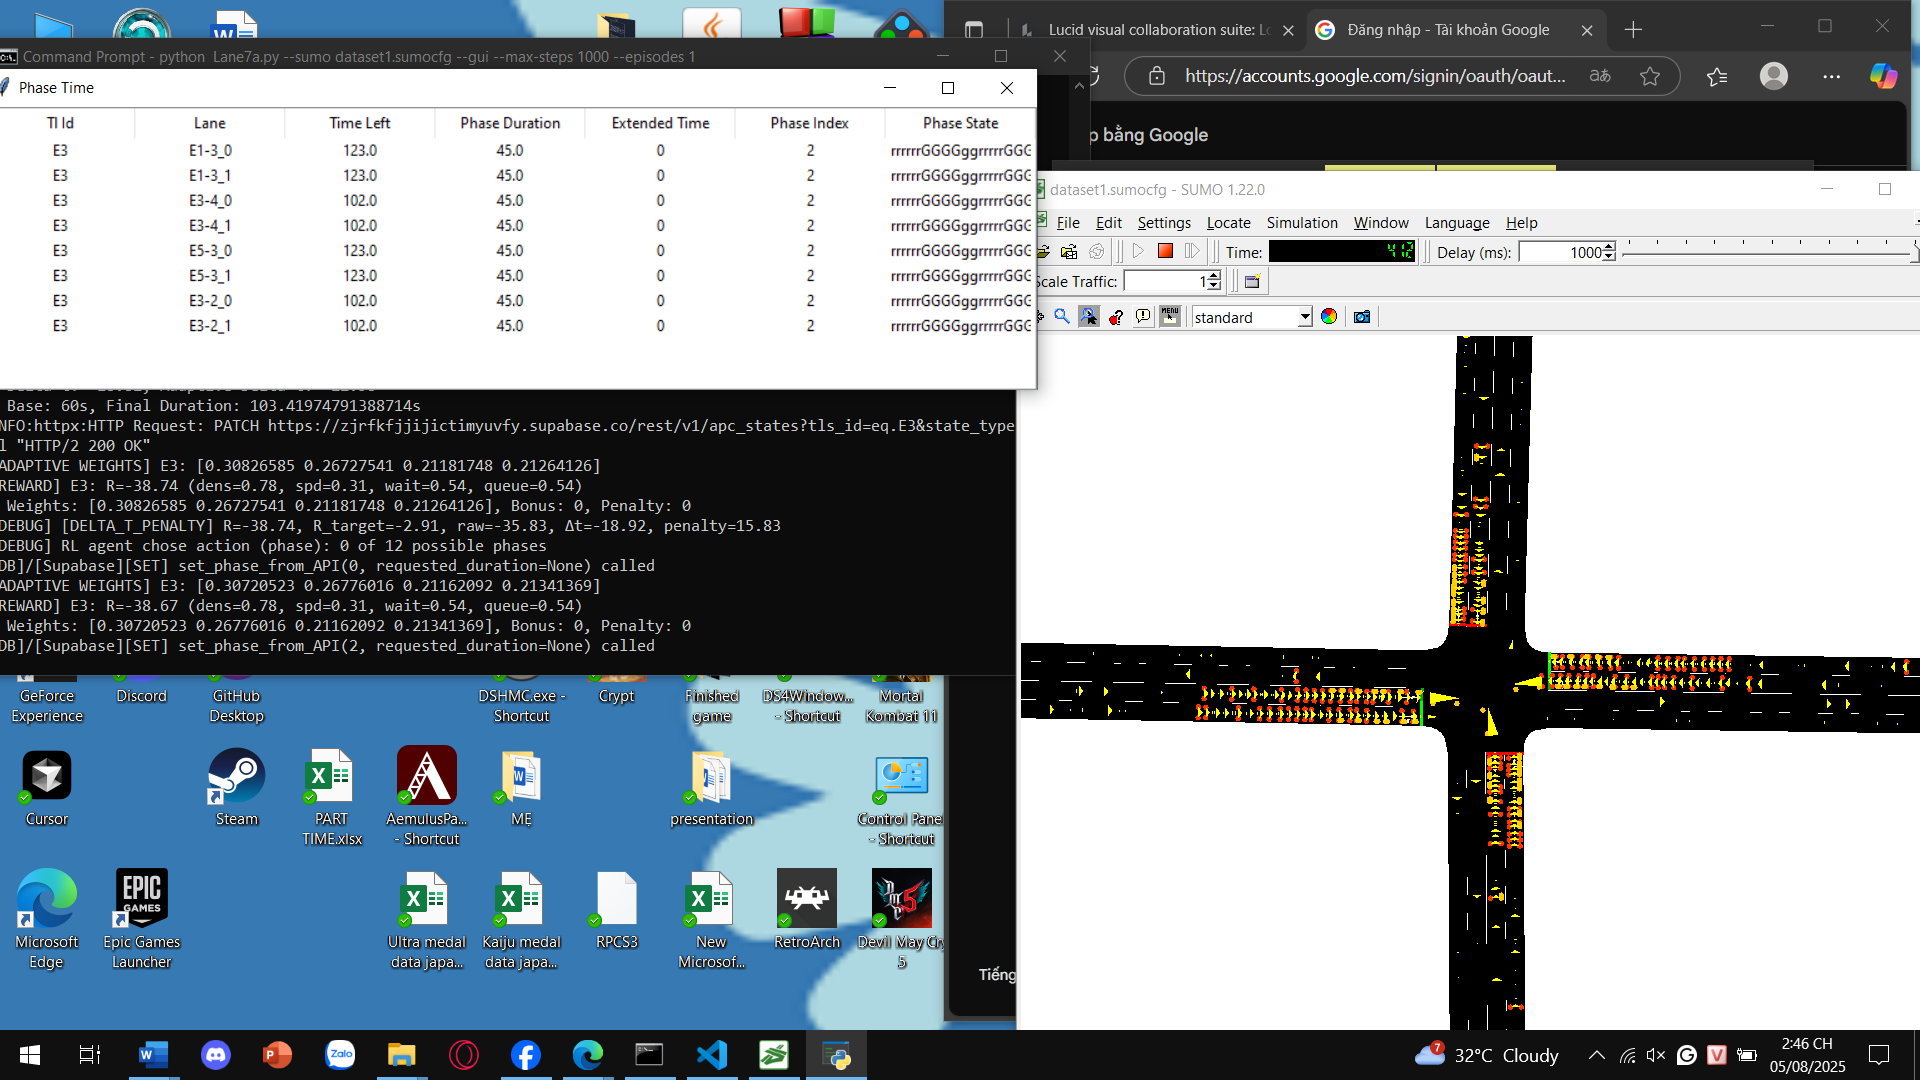 Lucid visual collaboration suite: Lo
Đăng nhập - Tài khoản Google
Command Prompt - python  Lane7a.py --sumo dataset1.sumocfg --gui --max-steps 1000 --episodes 1
https://accounts.google.com/signin/oauth/oaut...
Phase Time
bằng Google
Tl Id Lane Time Left Phase Duration Extended Time Phase Index Phase State
E3 E1-3_0 123.0 45.0 0 2 rrrrrrGGGGggrrrrrrGGG
E3 E1-3_1 123.0 45.0 0 2 rrrrrrGGGGggrrrrrrGGG
E3 E3-4_0 102.0 45.0 0 2 rrrrrrGGGGggrrrrrrGGG
E3 E3-4_1 102.0 45.0 0 2 rrrrrrGGGGggrrrrrrGGG
E3 E5-3_0 123.0 45.0 0 2 rrrrrrGGGGggrrrrrrGGG
E3 E5-3_1 123.0 45.0 0 2 rrrrrrGGGGggrrrrrrGGG
E3 E3-2_0 102.0 45.0 0 2 rrrrrrGGGGggrrrrrrGGG
E3 E3-2_1 102.0 45.0 0 2 rrrrrrGGGGggrrrrrrGGG
dataset1.sumocfg - SUMO 1.22.0
File Edit Settings Locate Simulation Window Language Help
Time: 412 Delay (ms): 1000
Scale Traffic: 1
MENU
standard
Base: 60s, Final Duration: 103.41974791388714s
NFO:httpx:HTTP Request: PATCH https://zjrfkfjjijictimyuvfy.supabase.co/rest/v1/apc_states?tls_id=eq.E3&state_type
l "HTTP/2 200 OK"
ADAPTIVE WEIGHTS] E3: [0.30826585 0.26727541 0.21181748 0.21264126]
REWARD] E3: R=-38.74 (dens=0.78, spd=0.31, wait=0.54, queue=0.54)
Weights: [0.30826585 0.26727541 0.21181748 0.21264126], Bonus: 0, Penalty: 0
DEBUG] [DELTA_T_PENALTY] R=-38.74, R_target=-2.91, raw=-35.83, Δt=-18.92, penalty=15.83
DEBUG] RL agent chose action (phase): 0 of 12 possible phases
DB]/[Supabase][SET] set_phase_from_API(0, requested_duration=None) called
ADAPTIVE WEIGHTS] E3: [0.30720523 0.26776016 0.21162092 0.21341369]
REWARD] E3: R=-38.67 (dens=0.78, spd=0.31, wait=0.54, queue=0.54)
Weights: [0.30720523 0.26776016 0.21162092 0.21341369], Bonus: 0, Penalty: 0
DB]/[Supabase][SET] set_phase_from_API(2, requested_duration=None) called
GeForce Experience
Discord
GitHub Desktop
DSHMC.exe - Shortcut
Crypt
Finished game
DS4Window... - Shortcut
Mortal Kombat 11
Cursor
Steam
PART TIME.xlsx
AemulusPa... - Shortcut
MẸ
presentation
Control Pane - Shortcut
Microsoft Edge
EPIC GAMES
Epic Games Launcher
Ultra medal data japa...
Kaiju medal data japa...
RPCS3
New Microsof...
RetroArch
Devil May Cry 5
Tiếng
Zalo
7
32°C Cloudy
2:46 CH
05/08/2025